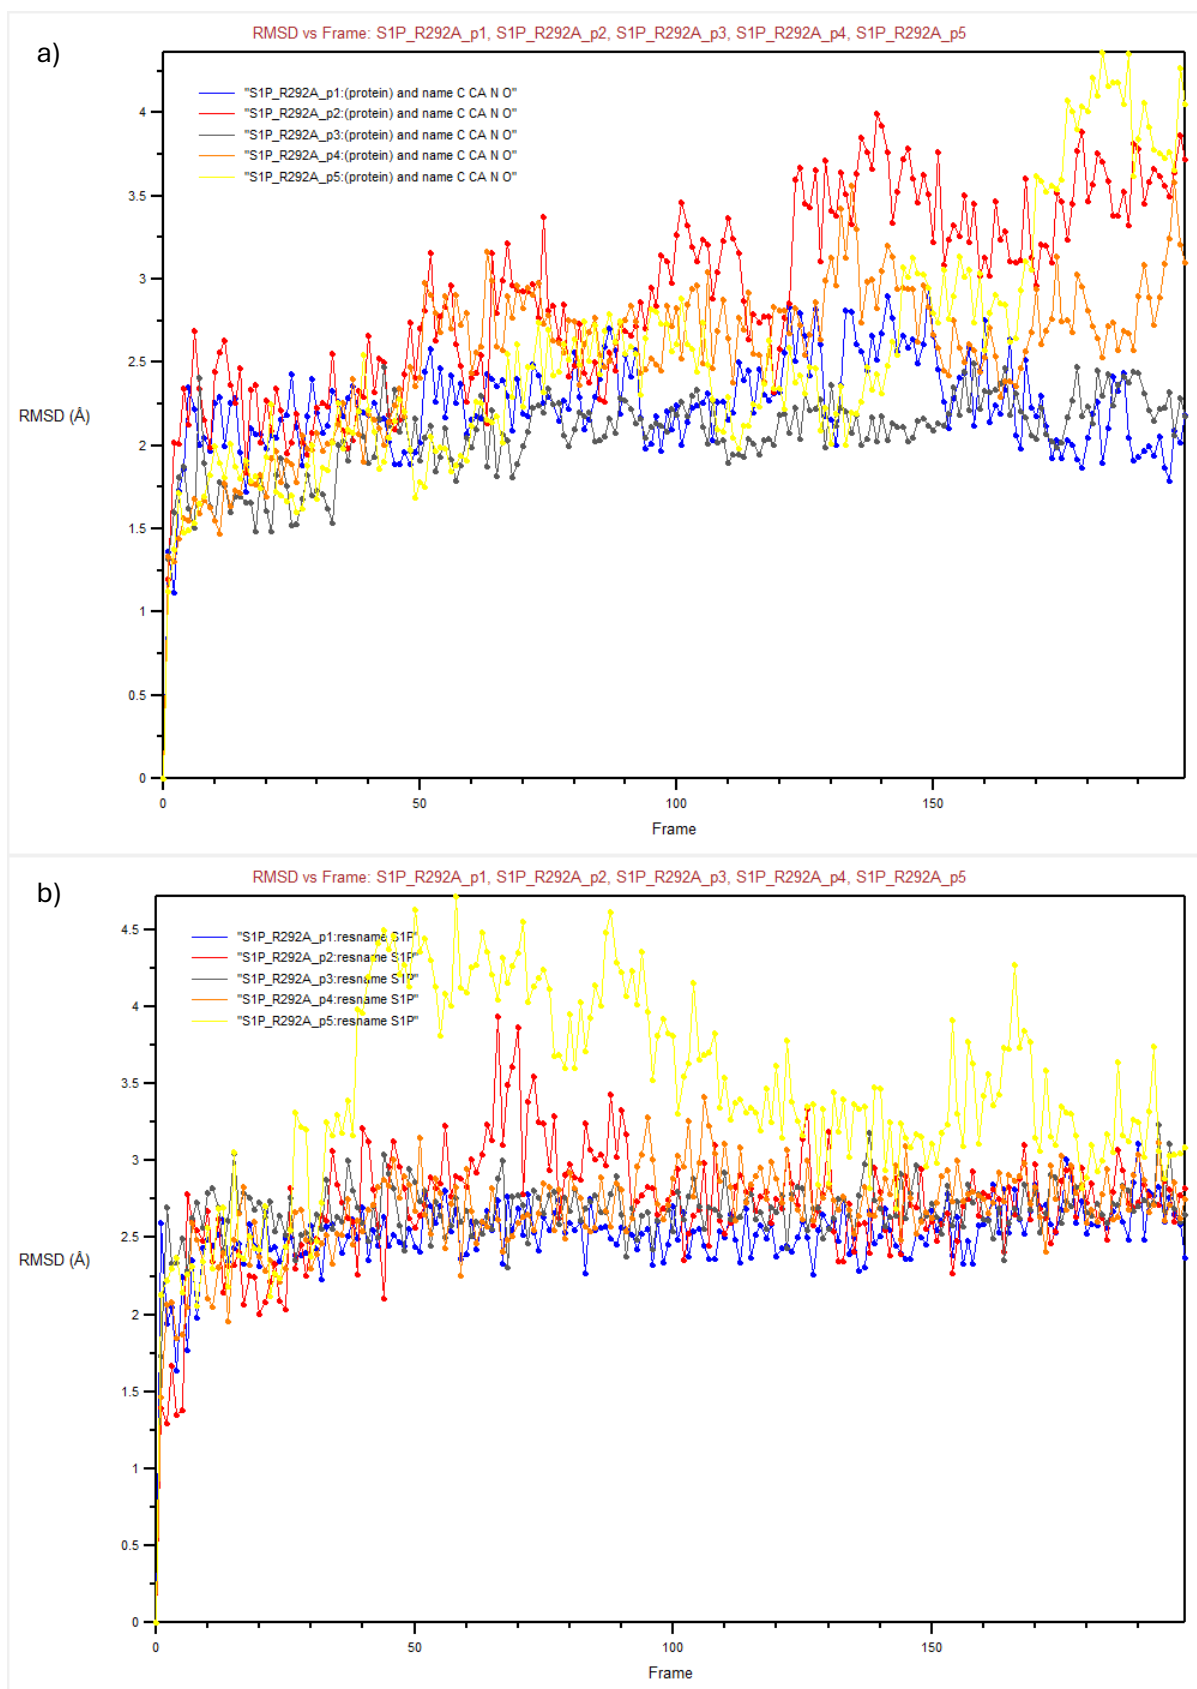 a)
RMSD vs Frame: S1P_R292A_p1, S1P_R292A_p2, S1P_R292A_p3, S1P_R292A_p4, S1P_R292A_p5
"S1P_R292A_p1:(protein) and name C CA N O"
"S1P_R292A_p2:(protein) and name C CA N O"
"S1P_R292A_p3:(protein) and name C CA N O"
"S1P_R292A_p4:(protein) and name C CA N O"
"S1P_R292A_p5:(protein) and name C CA N O"
4
3.5
3
2.5
RMSD (Å)
2
1.5
1
0.5
0
0 50 100 150
Frame
b)
RMSD vs Frame: S1P_R292A_p1, S1P_R292A_p2, S1P_R292A_p3, S1P_R292A_p4, S1P_R292A_p5
"S1P_R292A_p1:resname S1P"
"S1P_R292A_p2:resname S1P"
"S1P_R292A_p3:resname S1P"
"S1P_R292A_p4:resname S1P"
"S1P_R292A_p5:resname S1P"
4.5
4
3.5
3
2.5
RMSD (Å)
2
1.5
1
0.5
0
0 50 100 150
Frame